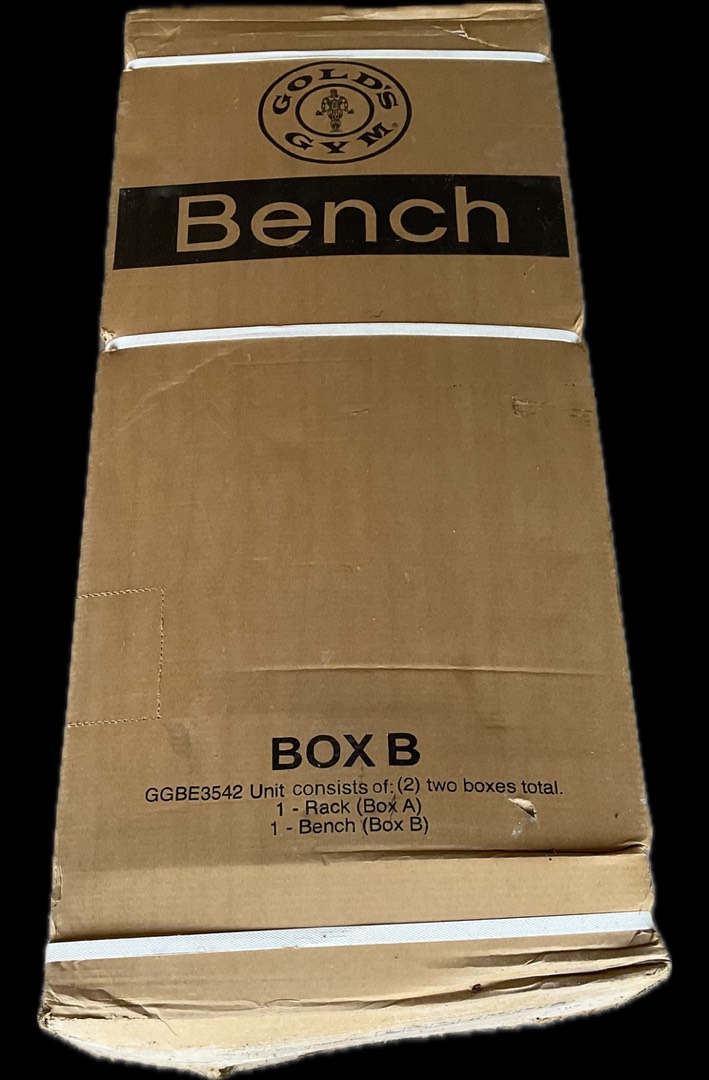 GOLD'S
GYM®
Bench
BOX B
GGBE3542 Unit consists of: (2) two boxes total.
1 - Rack (Box A)
1 - Bench (Box B)